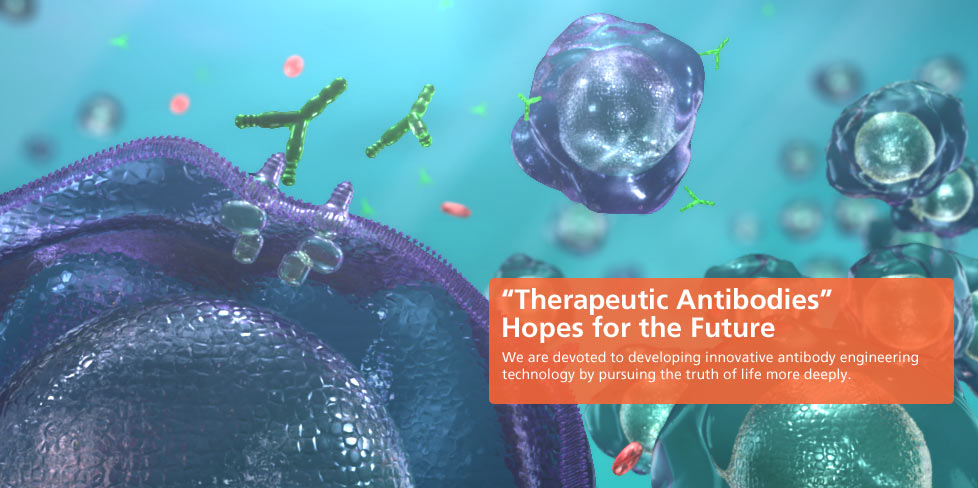 “Therapeutic Antibodies”
Hopes for the Future
We are devoted to developing innovative antibody engineering
technology by pursuing the truth of life more deeply.